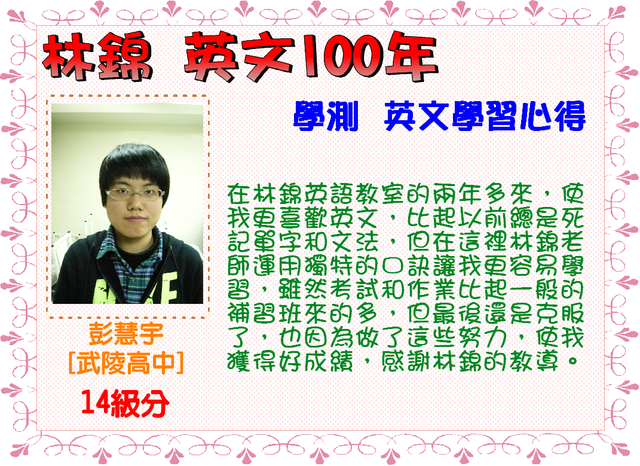 林錦 英文100年
學測 英文學習心得
在林錦英語教室的兩年多來，使
我更喜歡英文，比起以前總是死
記單字和文法，但在這裡林錦老
師運用獨特的口訣讓我更容易學
習，雖然考試和作業比起一般的
補習班來的多，但最後還是克服
了，也因為做了這些努力，使我
獲得好成績，感謝林錦的教導。
彭慧宇
[武陵高中]
14級分